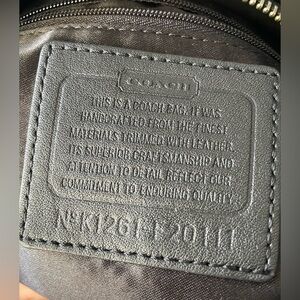 COACH
THIS IS A COACH BAG. IT WAS
HANDCRAFTED FROM THE FINEST
MATERIALS TRIMMED WITH LEATHER.
ITS SUPERIOR CRAFTSMANSHIP AND
ATTENTION TO DETAIL REFLECT OUR
COMMITMENT TO ENDURING QUALITY.
Nº K1261-F20111